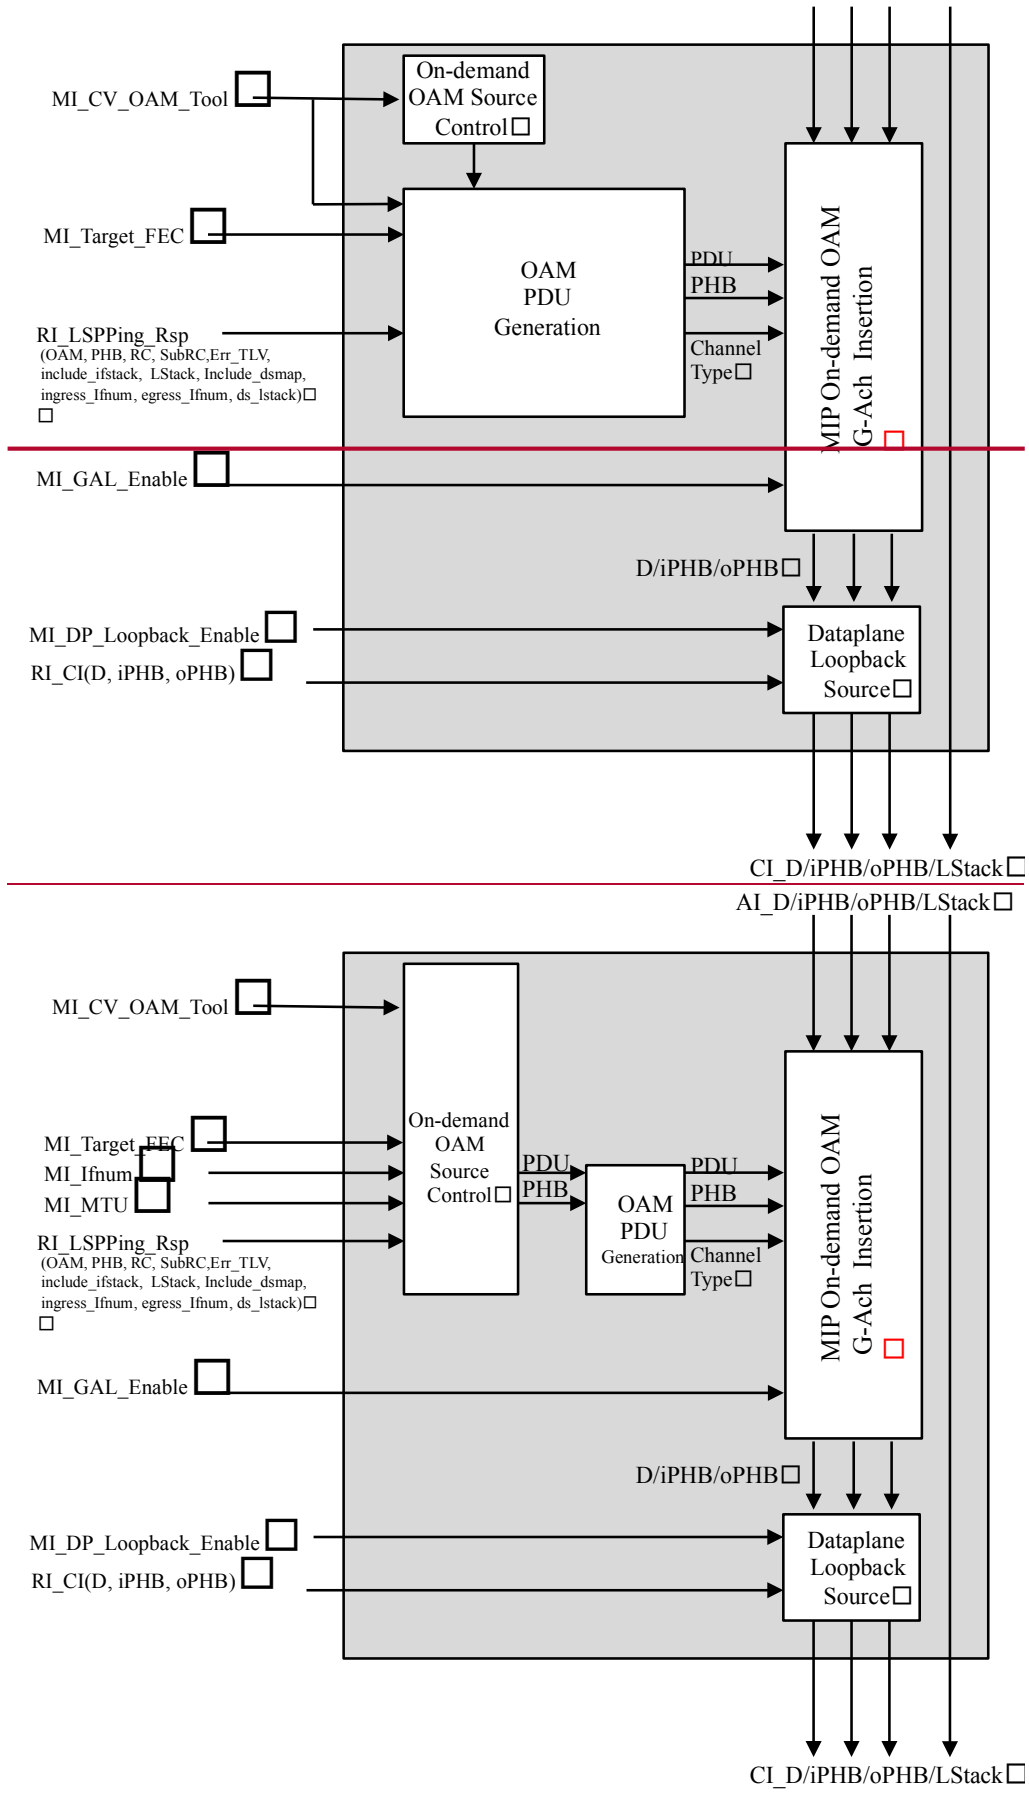 On-demand
OAM Source
Control
MI_CV_OAM_Tool
MI_Target_FEC
OAM
PDU
Generation
PDU
PHB
Channel
Type
MIP On-demand OAM
G-Ach Insertion
RI_LSPPing_Rsp
(OAM, PHB, RC, SubRC,Err_TLV,
include_ifstack, LStack, Include_dsmap,
ingress_Ifnum, egress_Ifnum, ds_lstack)
MI_GAL_Enable
D/iPHB/oPHB
MI_DP_Loopback_Enable
RI_CI(D, iPHB, oPHB)
Dataplane
Loopback
Source
CI_D/iPHB/oPHB/LStack
AI_D/iPHB/oPHB/LStack
MI_CV_OAM_Tool
On-demand
OAM
Source
Control
MI_Target_FEC
MI_Ifnum
MI_MTU
PDU
PHB
OAM
PDU
Generation
PDU
PHB
Channel
Type
MIP On-demand OAM
G-Ach Insertion
RI_LSPPing_Rsp
(OAM, PHB, RC, SubRC,Err_TLV,
include_ifstack, LStack, Include_dsmap,
ingress_Ifnum, egress_Ifnum, ds_lstack)
MI_GAL_Enable
D/iPHB/oPHB
MI_DP_Loopback_Enable
RI_CI(D, iPHB, oPHB)
Dataplane
Loopback
Source
CI_D/iPHB/oPHB/LStack